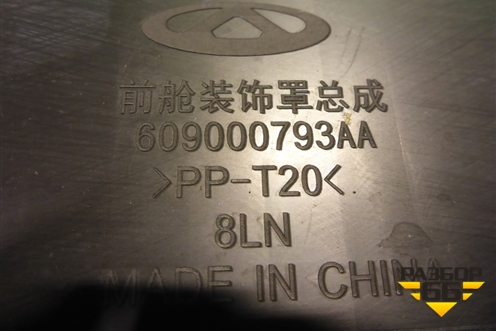 前舱装饰罩总成
609000793AA
>PP-T20<
8LN
MADE IN CHINA
РАЗБОР
66